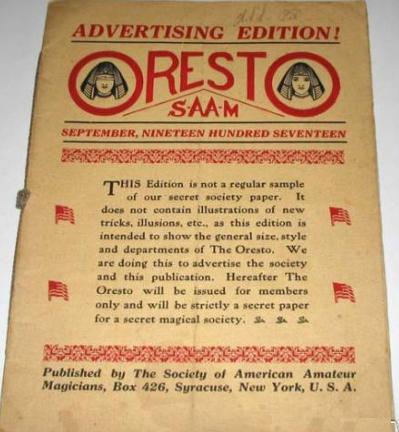 ADVERTISING EDITION!
ORESTO
S·A·A·M
SEPTEMBER, NINETEEN HUNDRED SEVENTEEN
THIS Edition is not a regular sample
of our secret society paper. It
does not contain illustrations of new
tricks, illusions, etc., as this edition is
intended to show the general size, style
and departments of The Oresto. We
are doing this to advertise the society
and this publication. Hereafter The
Oresto will be issued for members
only and will be strictly a secret paper
for a secret magical society.
Published by The Society of American Amateur
Magicians, Box 426, Syracuse, New York, U. S. A.